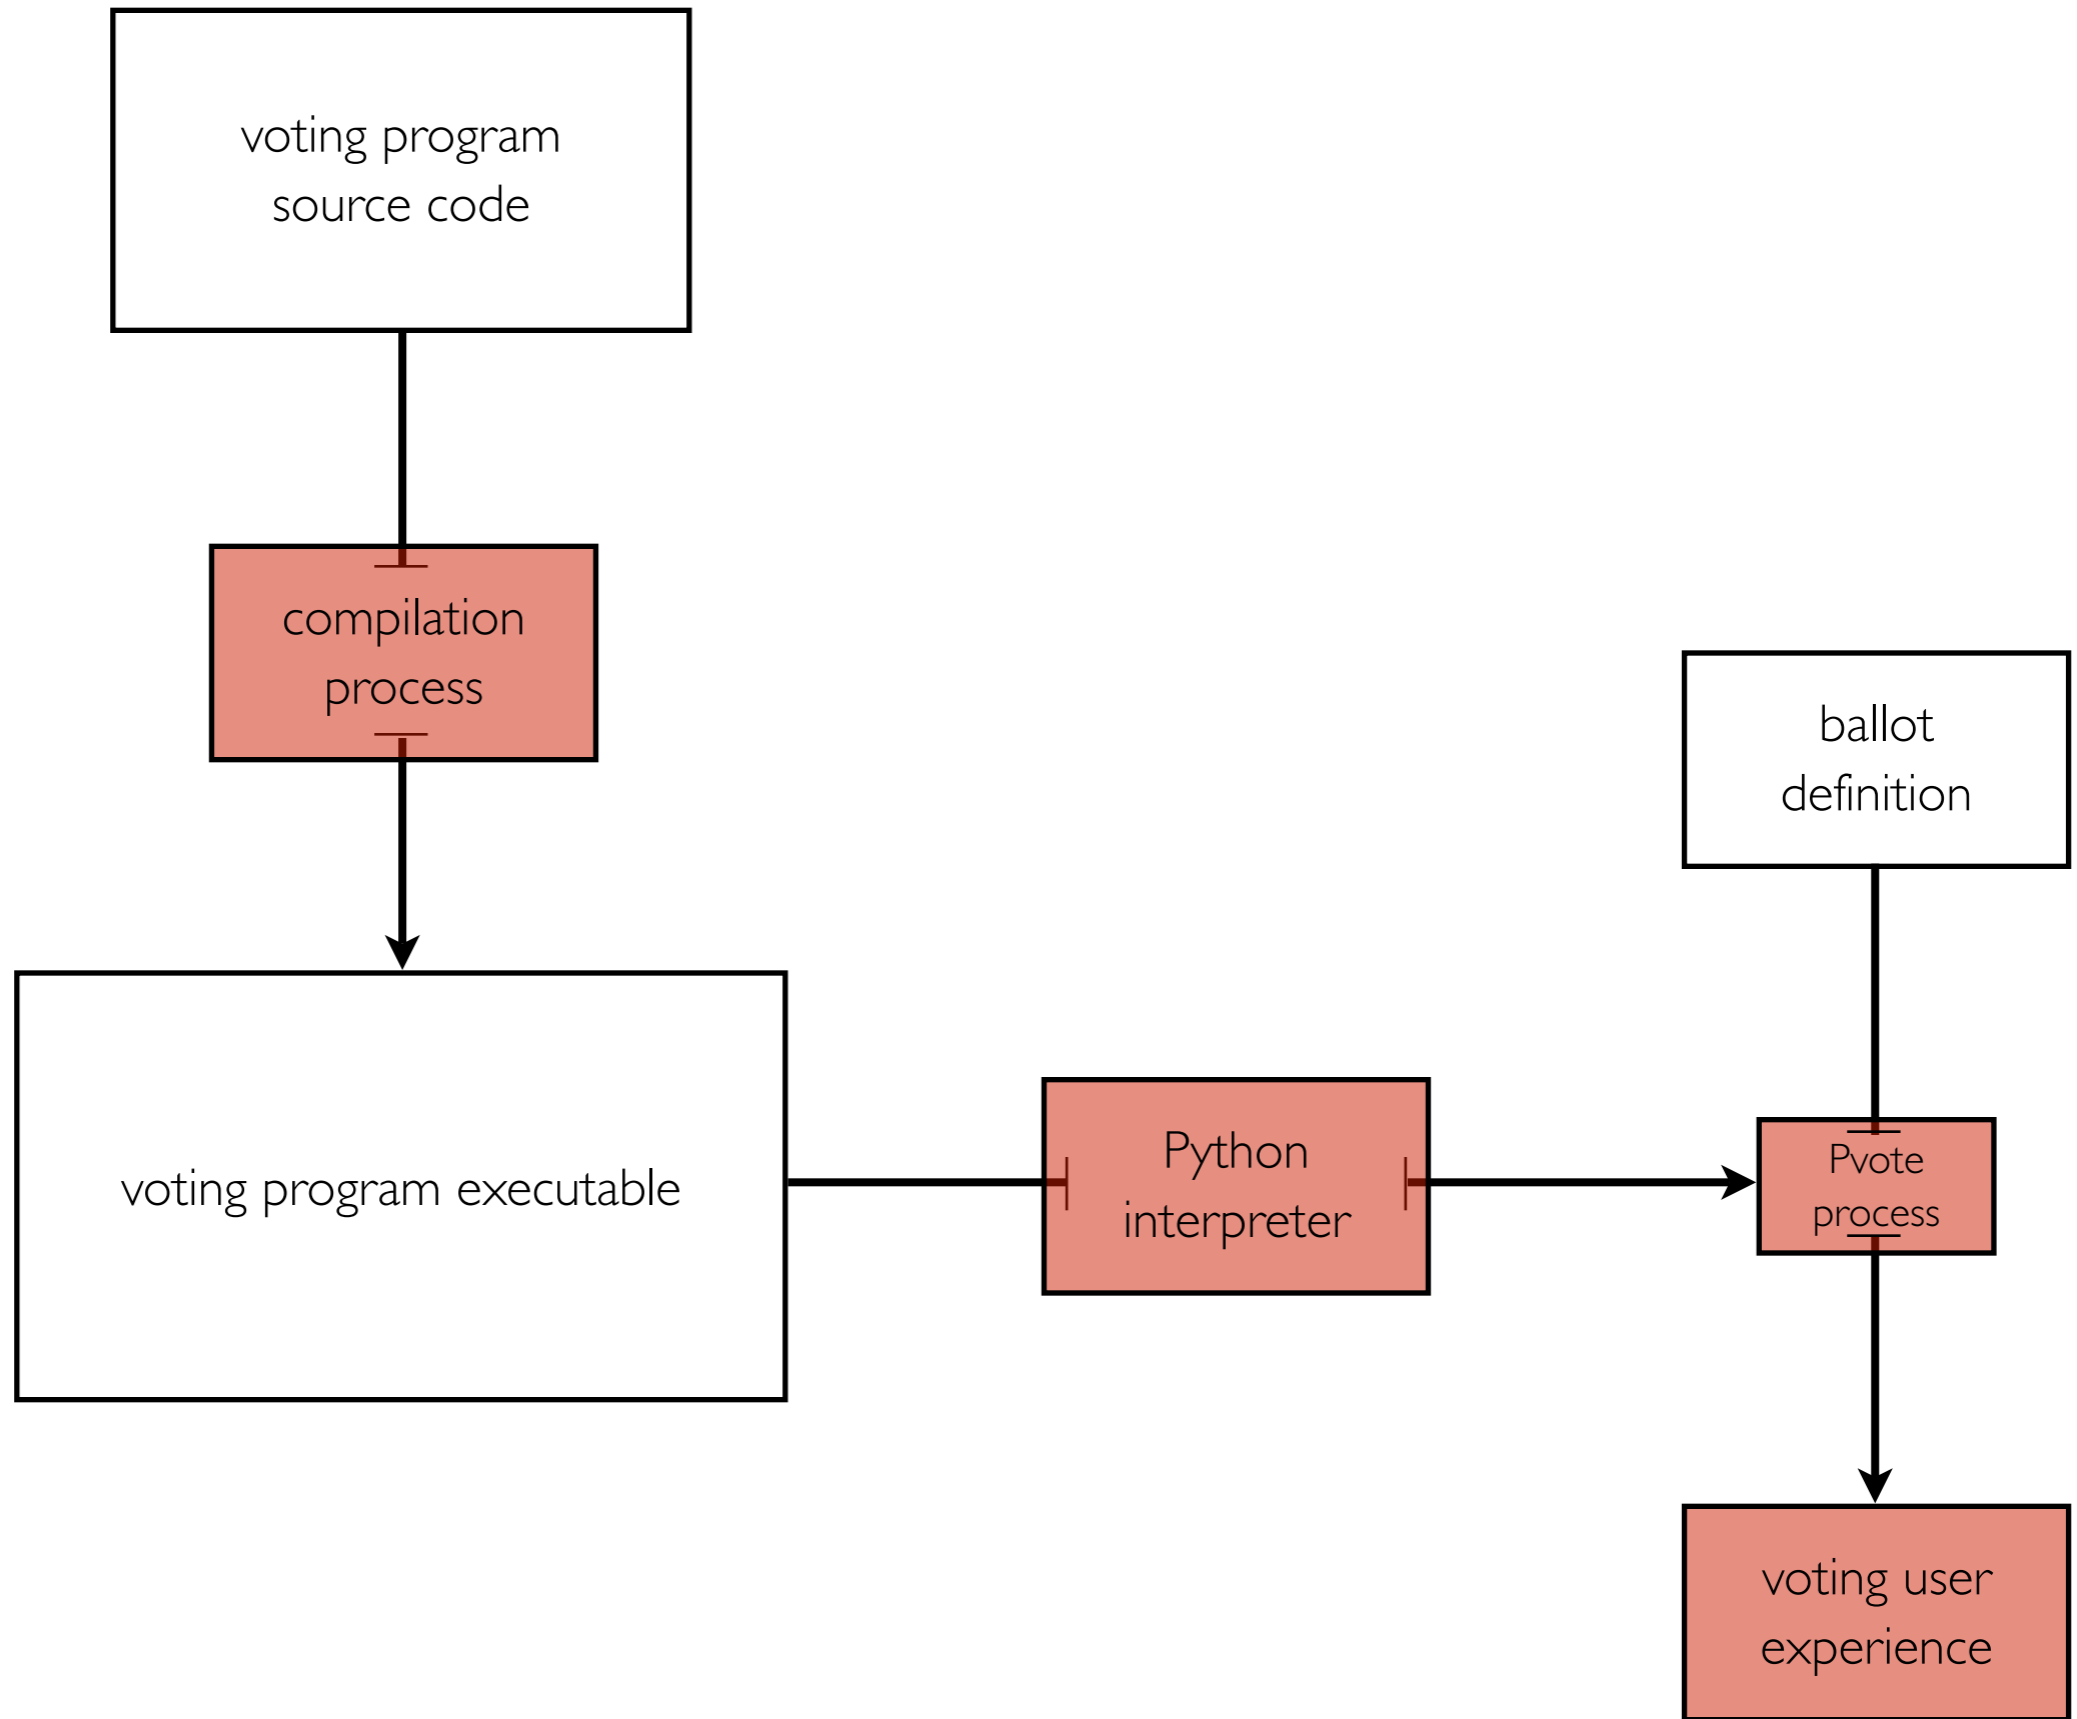 voting program
source code
compilation
process
ballot
definition
voting program executable
Python
interpreter
Pvote
process
voting user
experience